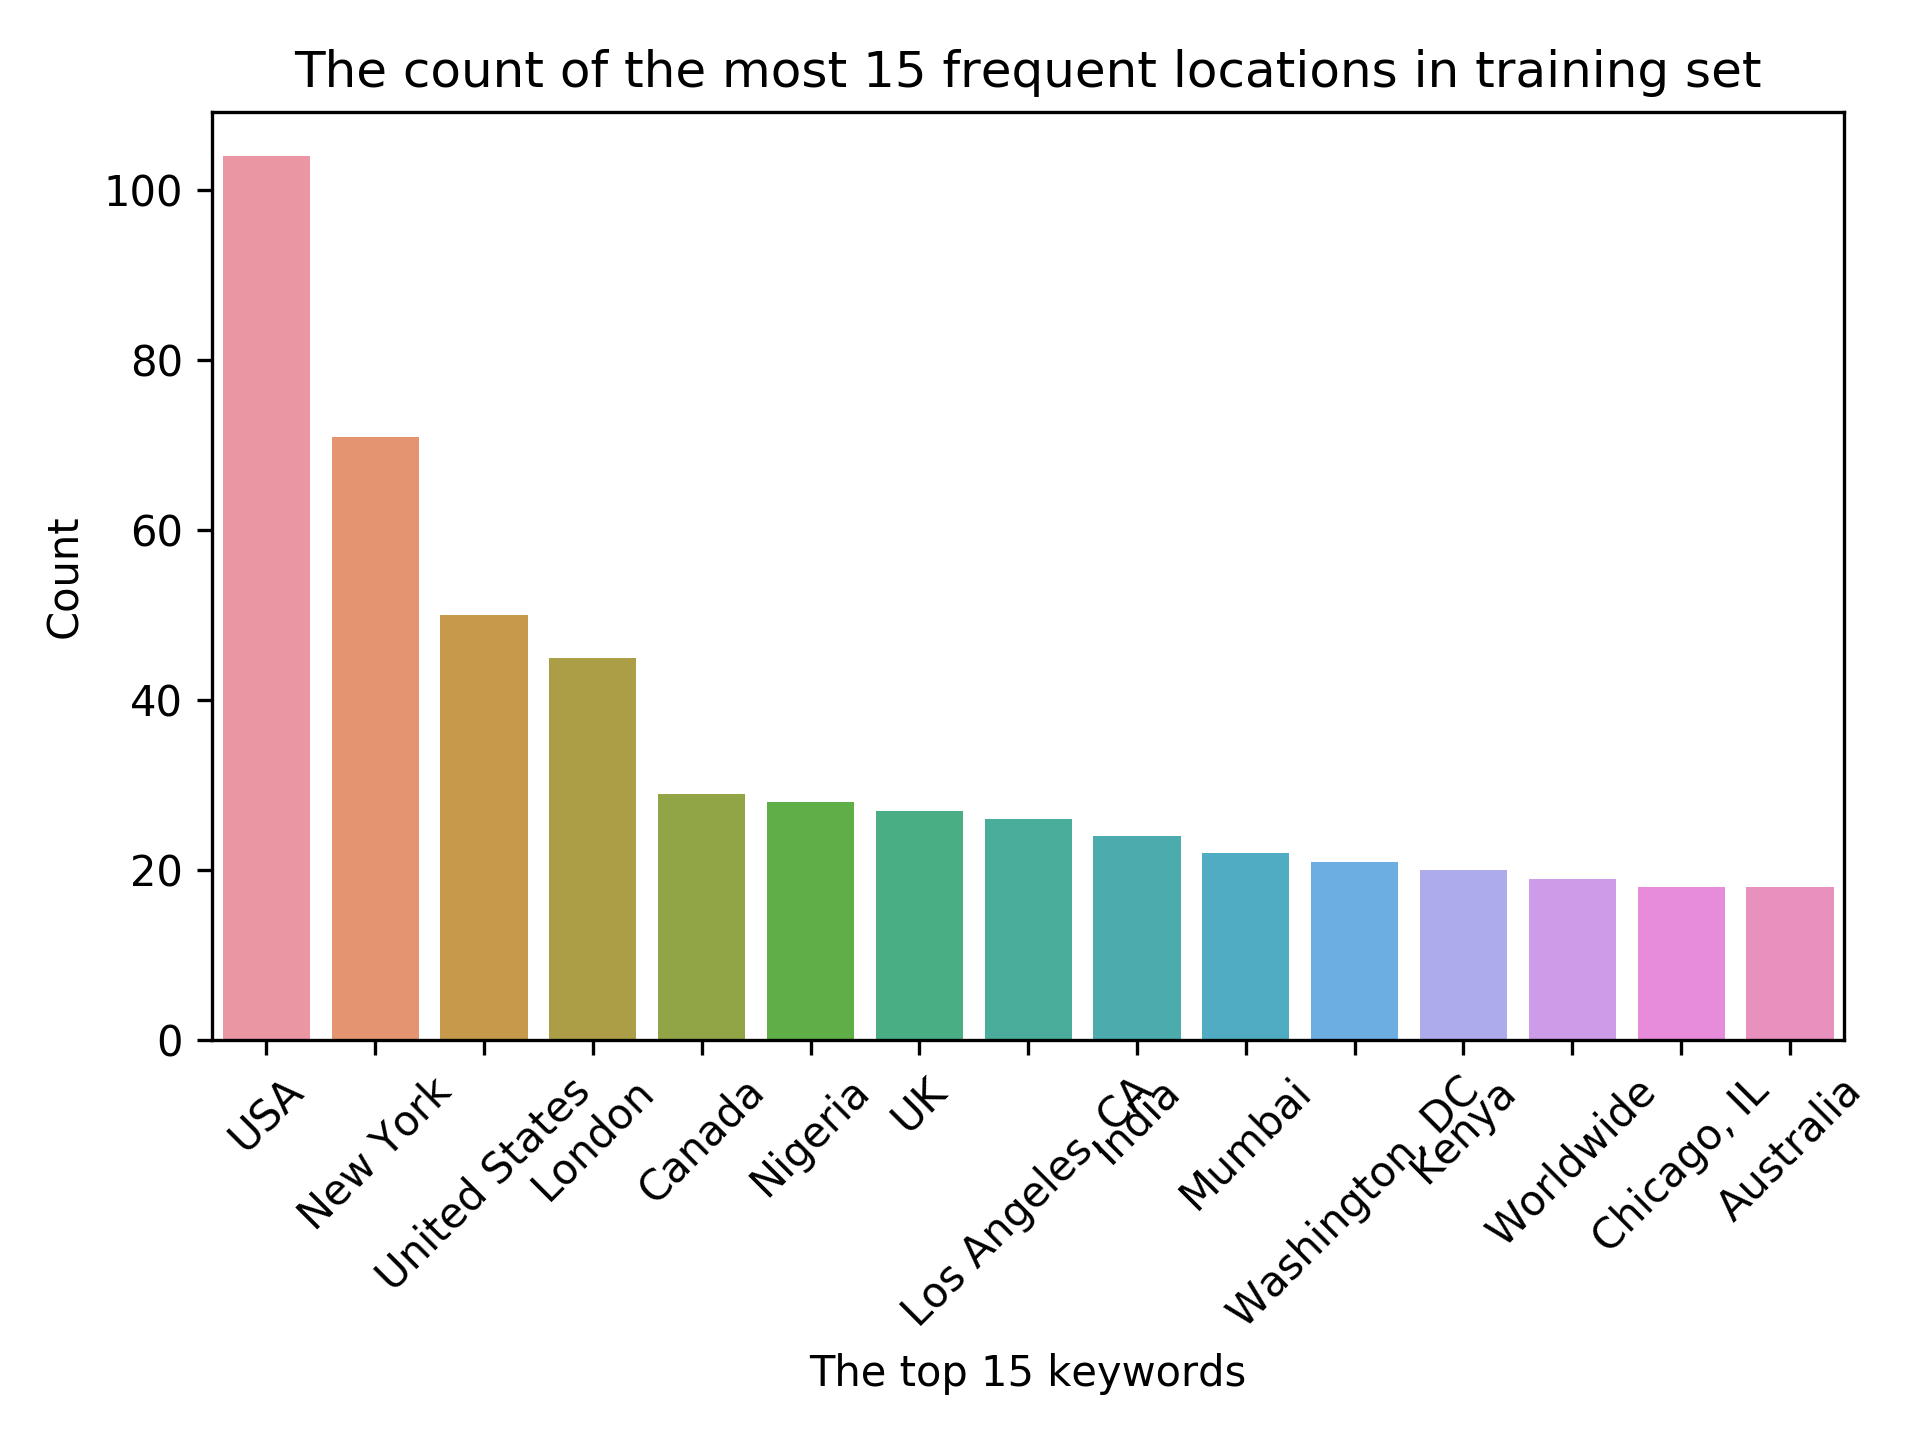 The count of the most 15 frequent locations in training set
Count
100
80
60
40
20
0
USA
New York
United States
London
Canada
Nigeria
UK
Los Angeles, CA
India
Mumbai
Washington, DC
Kenya
Worldwide
Chicago, IL
Australia
The top 15 keywords